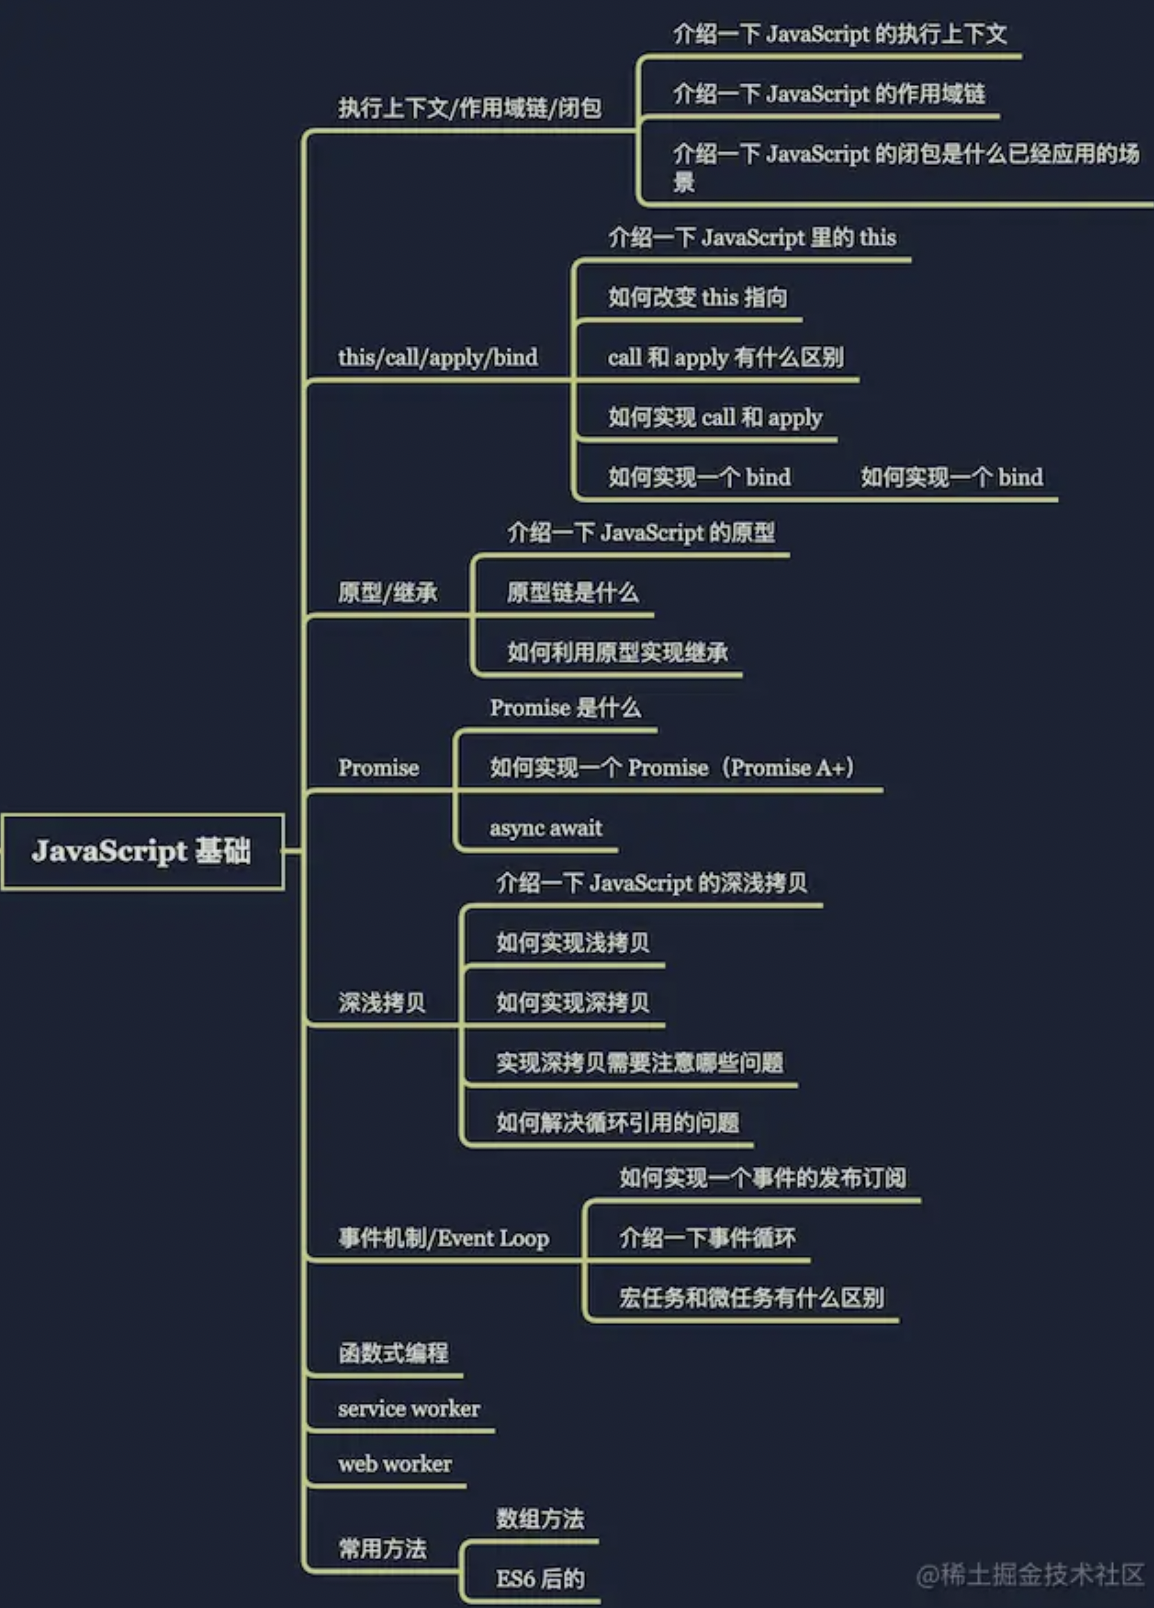 介绍一下 JavaScript 的执行上下文
执行上下文/作用域链/闭包
介绍一下 JavaScript 的作用域链
介绍一下 JavaScript 的闭包是什么已经应用的场
景
介绍一下 JavaScript 里的 this
如何改变 this 指向
this/call/apply/bind
call 和 apply 有什么区别
如何实现 call 和 apply
如何实现一个 bind
如何实现一个 bind
介绍一下 JavaScript 的原型
原型/继承
原型链是什么
如何利用原型实现继承
Promise 是什么
Promise
如何实现一个 Promise（Promise A+）
async await
JavaScript 基础
介绍一下 JavaScript 的深浅拷贝
如何实现浅拷贝
深浅拷贝
如何实现深拷贝
实现深拷贝需要注意哪些问题
如何解决循环引用的问题
如何实现一个事件的发布订阅
事件机制/Event Loop
介绍一下事件循环
宏任务和微任务有什么区别
函数式编程
service worker
web worker
常用方法
数组方法
ES6 后的
@稀土掘金技术社区